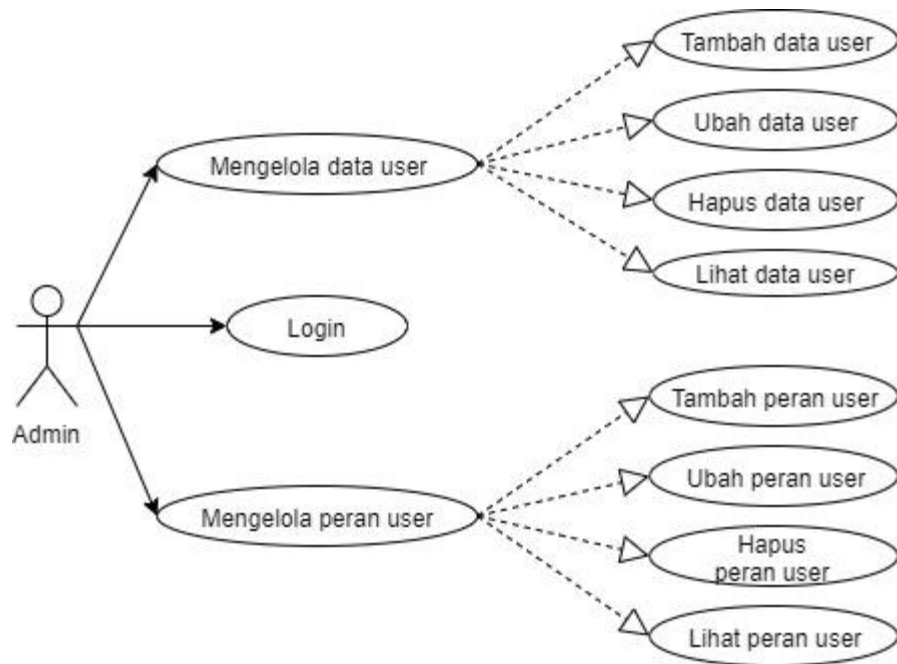 Tambah data user
Ubah data user
Mengelola data user
Hapus data user
Lihat data user
Login
Admin
Tambah peran user
Ubah peran user
Mengelola peran user
Hapus
peran user
Lihat peran user